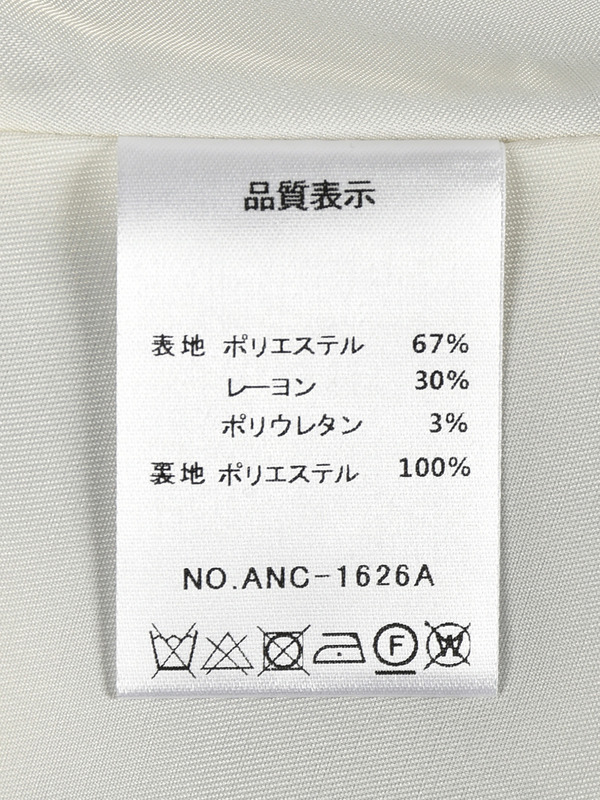 品質表示
表地 ポリエステル 67%
レーヨン 30%
ポリウレタン 3%
裏地 ポリエステル 100%
NO.ANC-1626A
F W